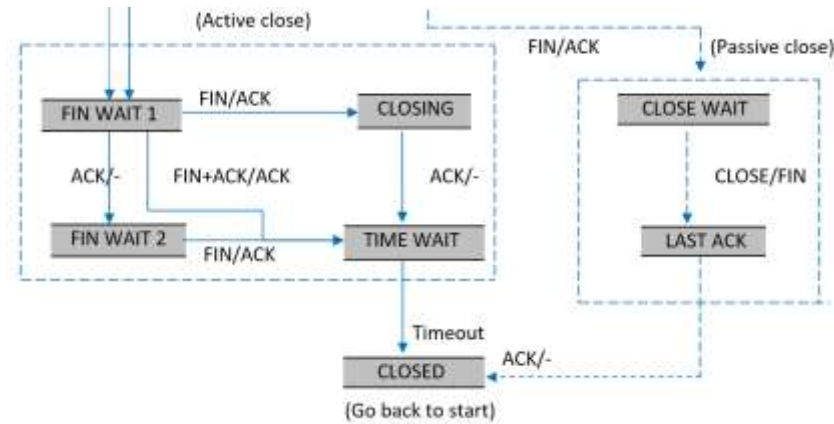 (Active close)
FIN/ACK
(Passive close)
FIN WAIT 1
FIN/ACK
CLOSING
CLOSE WAIT
ACK/-
FIN+ACK/ACK
ACK/-
CLOSE/FIN
FIN WAIT 2
FIN/ACK
TIME WAIT
LAST ACK
Timeout
ACK/-
CLOSED
(Go back to start)